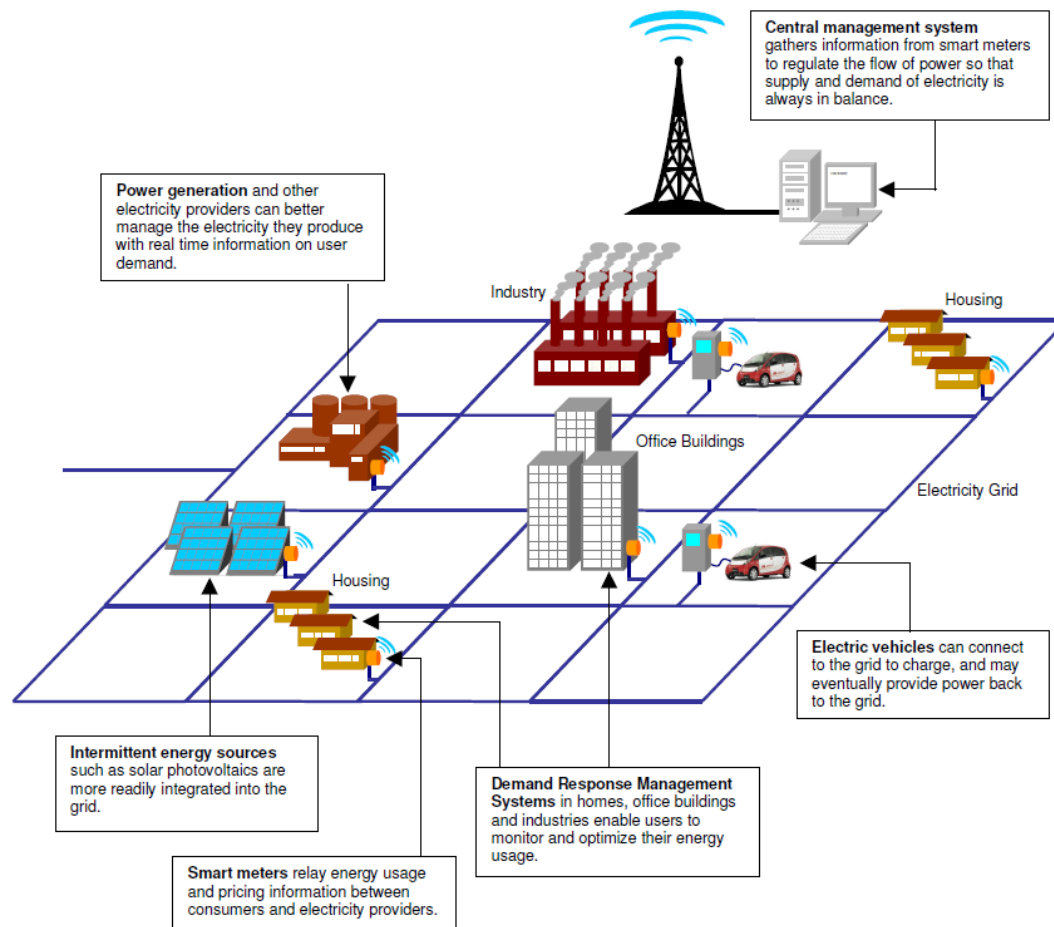 Central management system
gathers information from smart meters
to regulate the flow of power so that
supply and demand of electricity is
always in balance.
Power generation and other
electricity providers can better
manage the electricity they produce
with real time information on user
demand.
Industry
Housing
Office Buildings
Electricity Grid
Housing
Electric vehicles can connect
to the grid to charge, and may
eventually provide power back
to the grid.
Intermittent energy sources
such as solar photovoltaics are
more readily integrated into the
grid.
Demand Response Management
Systems in homes, office buildings
and industries enable users to
monitor and optimize their energy
usage.
Smart meters relay energy usage
and pricing information between
consumers and electricity providers.